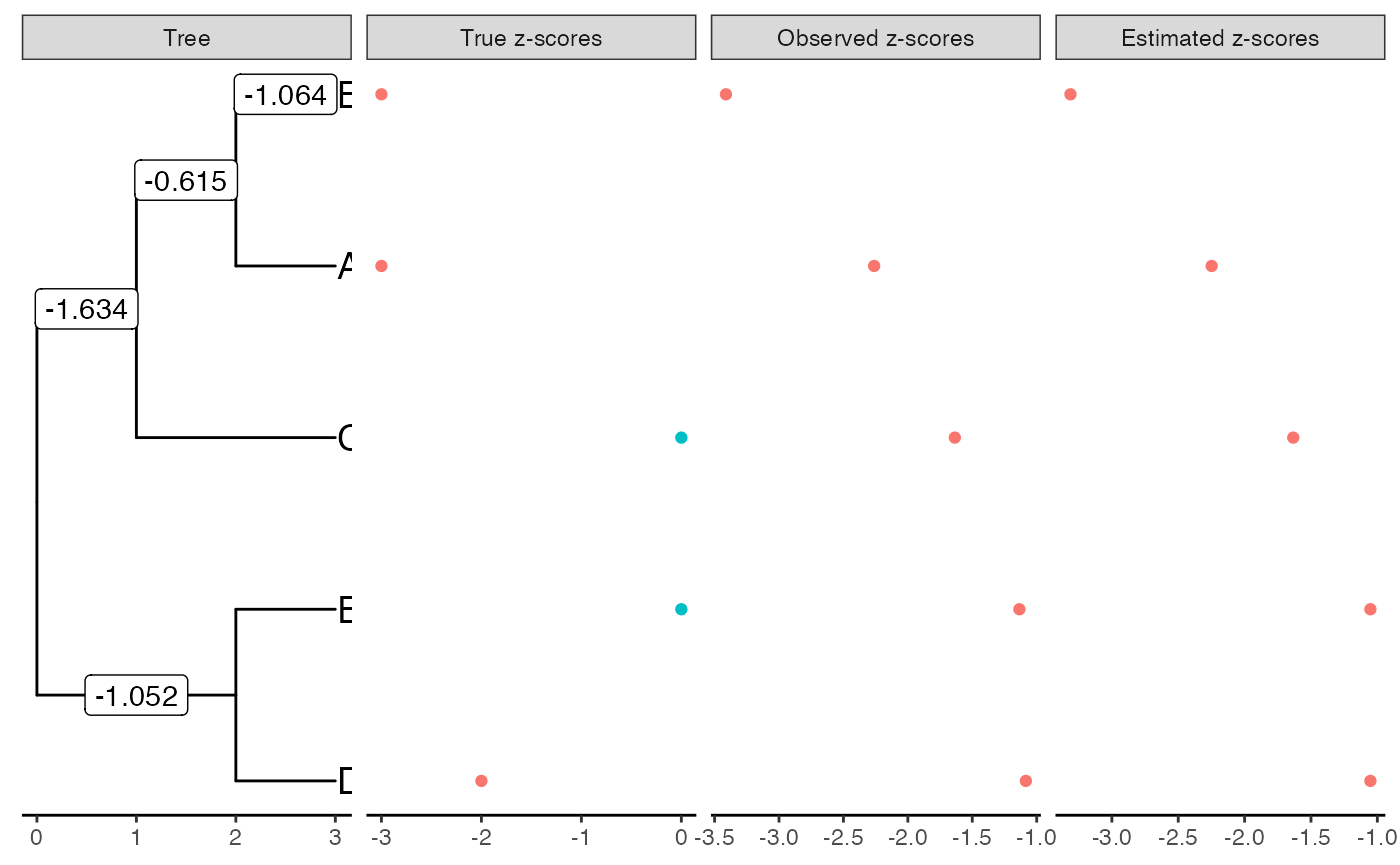 Tree
True z-scores
Observed z-scores
Estimated z-scores
-1.064
-0.615
A
-1.634
-1.052
0 1 2 3
-3 -2 -1 0
-3.5 -3.0 -2.5 -2.0 -1.5 -1.0
-3.0 -2.5 -2.0 -1.5 -1.0